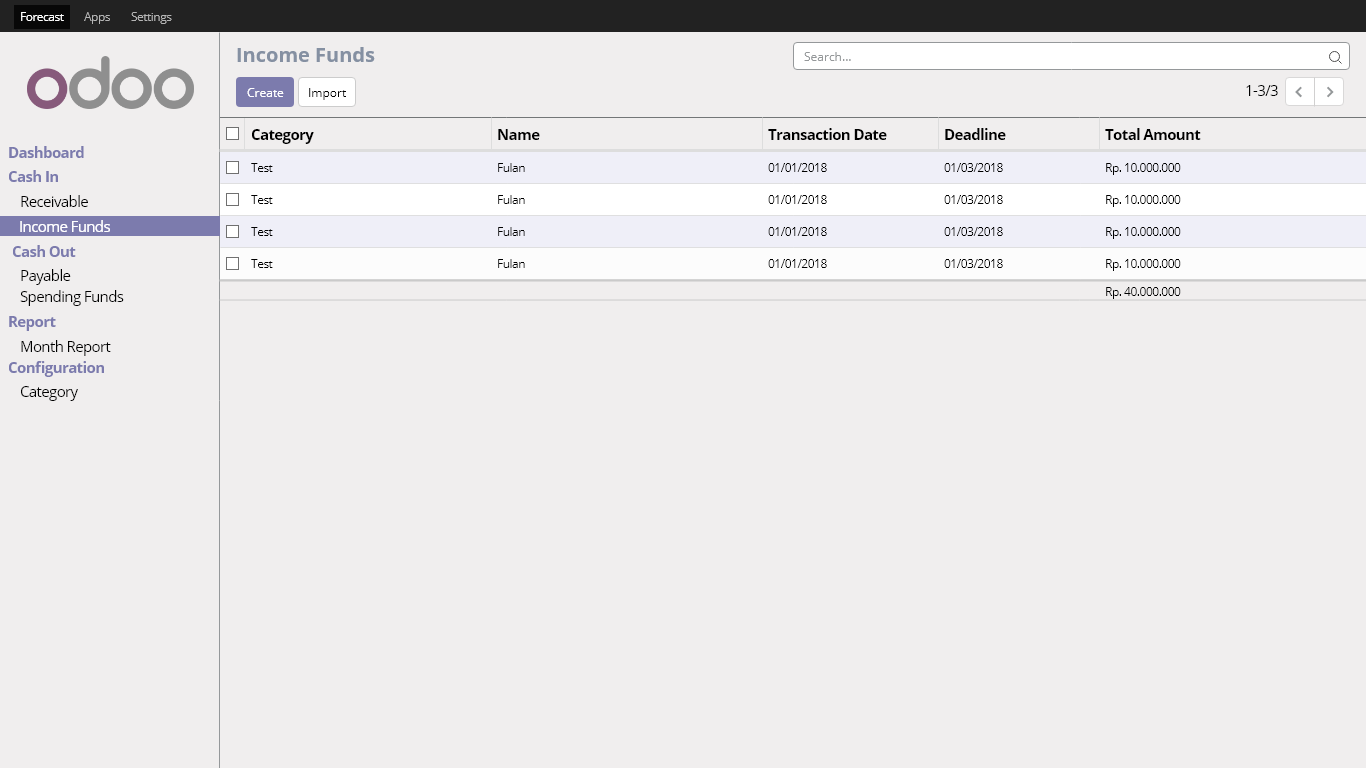 Forecast Apps Settings
odoo
Income Funds
Search...
Create Import
1-3/3
Dashboard
Cash In
Receivable
Income Funds
Cash Out
Payable
Spending Funds
Report
Month Report
Configuration
Category
Category Name Transaction Date Deadline Total Amount
Test Fulan 01/01/2018 01/03/2018 Rp. 10.000.000
Test Fulan 01/01/2018 01/03/2018 Rp. 10.000.000
Test Fulan 01/01/2018 01/03/2018 Rp. 10.000.000
Test Fulan 01/01/2018 01/03/2018 Rp. 10.000.000
Rp. 40.000.000